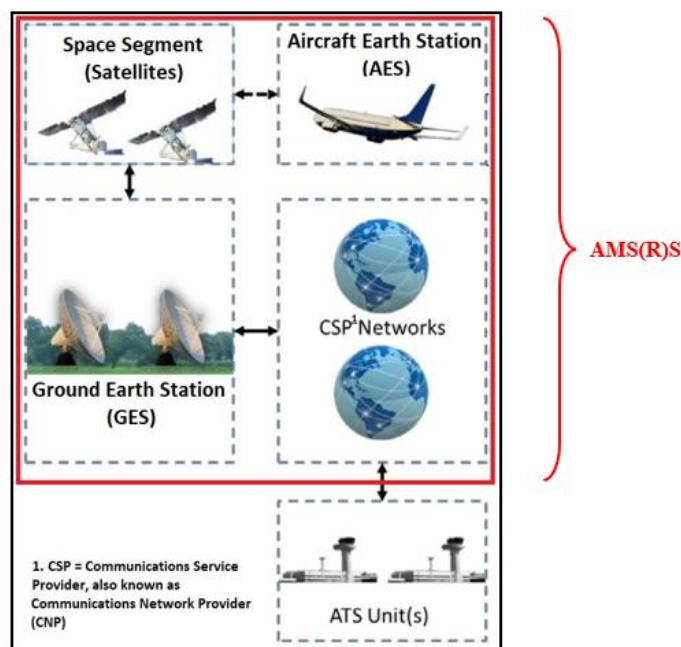 Space Segment
(Satellites)
Aircraft Earth Station
(AES)
AMS(R)S
CSP¹Networks
Ground Earth Station
(GES)
1. CSP = Communications Service
Provider, also known as
Communications Network Provider
(CNP)
ATS Unit(s)